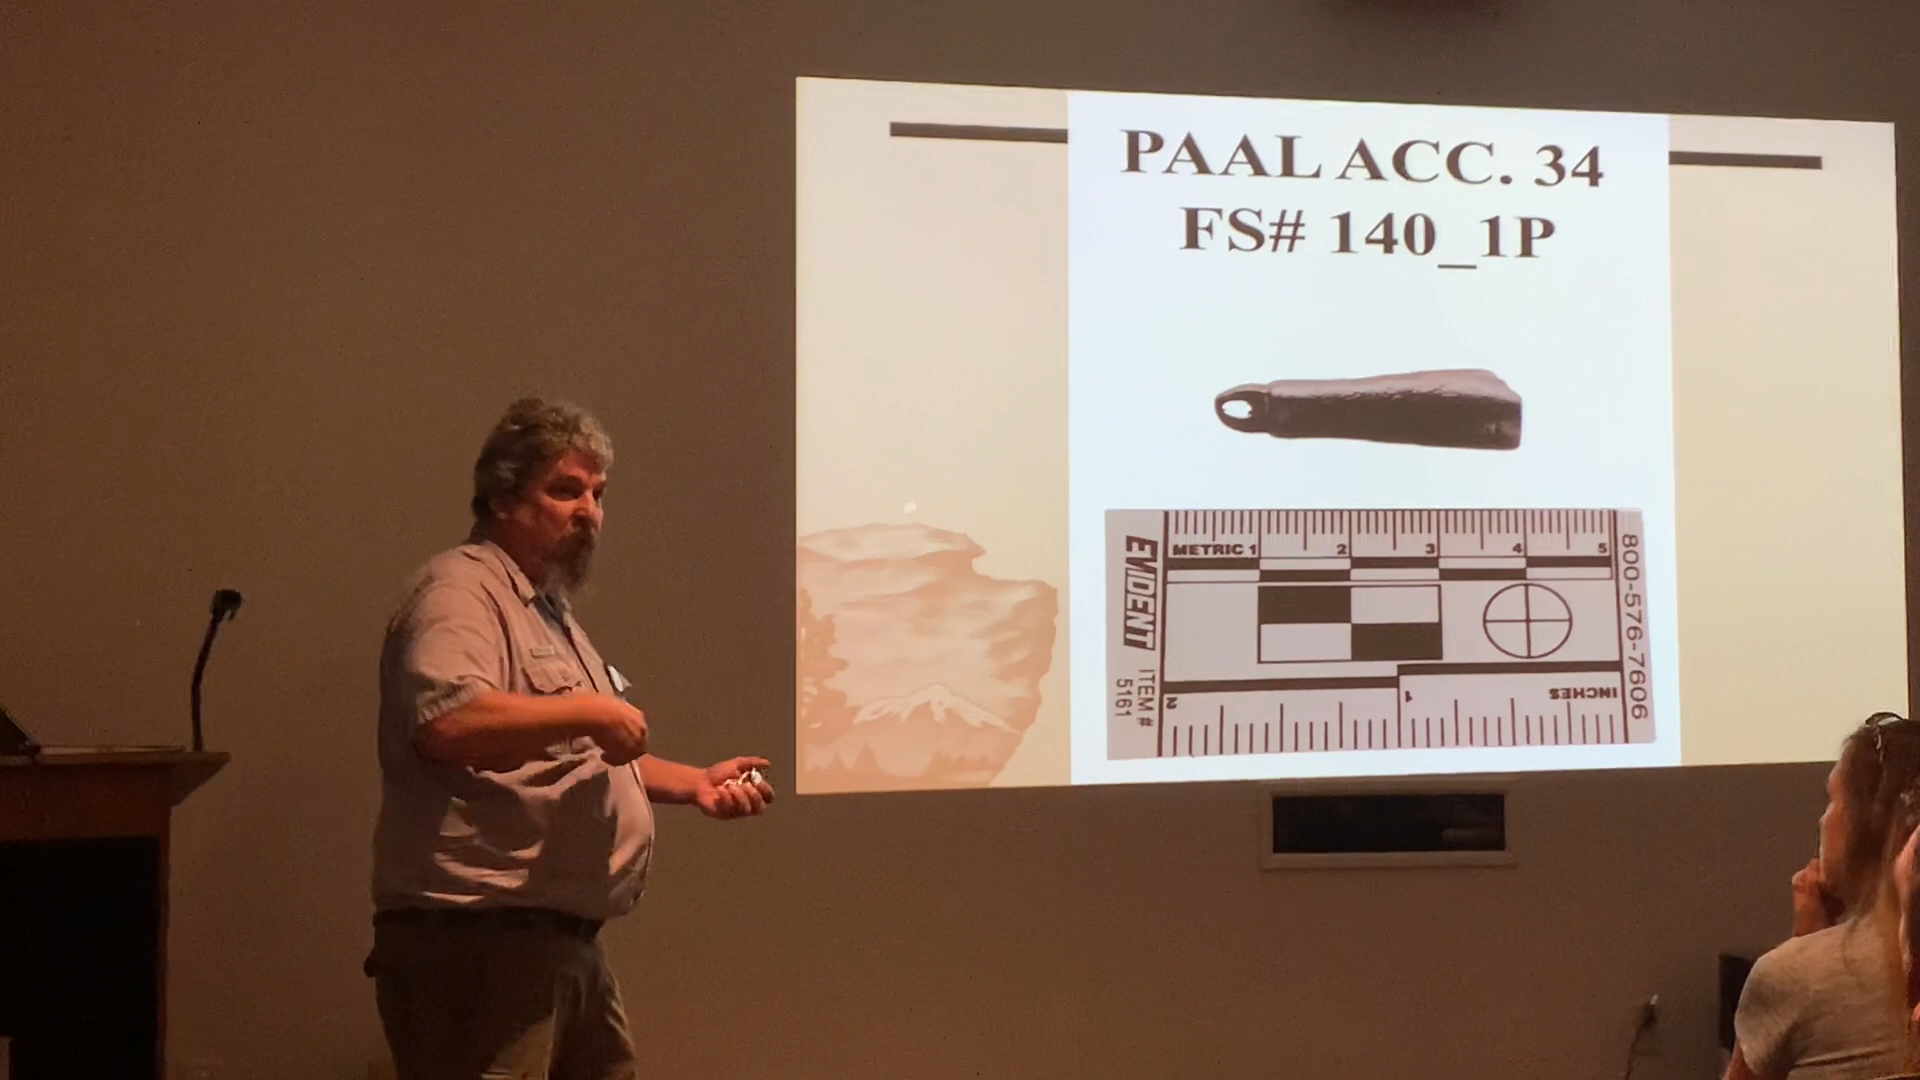 PAAL ACC. 34
FS# 140_1P
METRIC 1 2 3 4 5
EVIDENT
ITEM #
5161
800-576-7606
INCHES
1
2